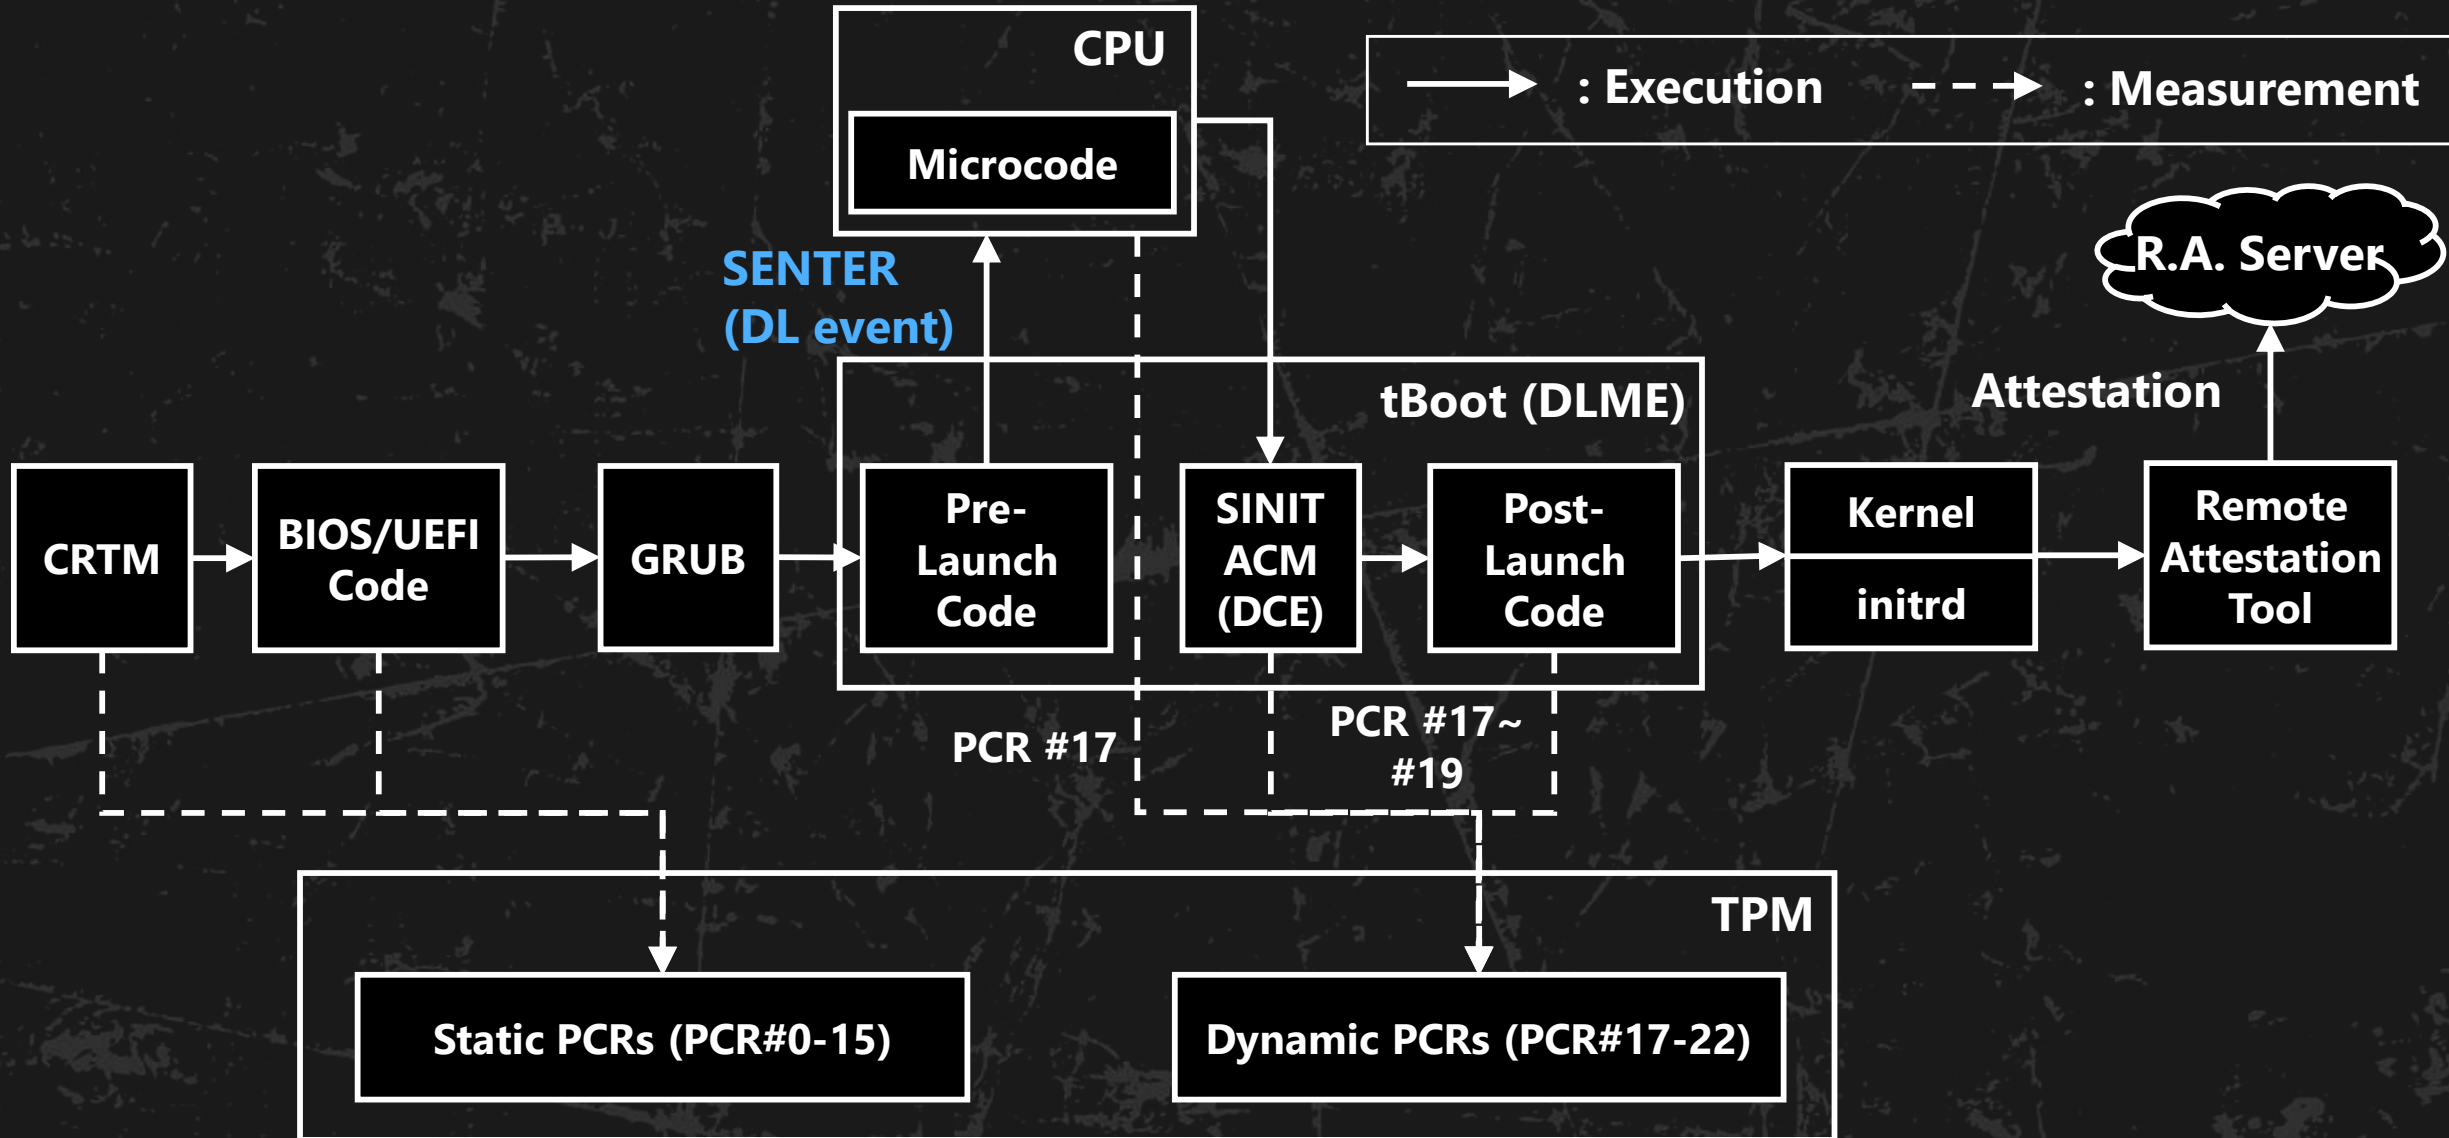 CPU
Microcode
: Execution
: Measurement
R.A. Server
SENTER
(DL event)
tBoot (DLME)
Attestation
CRTM
BIOS/UEFI
Code
GRUB
Pre-
Launch
Code
SINIT
ACM
(DCE)
Post-
Launch
Code
Kernel
initrd
Remote
Attestation
Tool
PCR #17
PCR #17~
#19
TPM
Static PCRs (PCR#0-15)
Dynamic PCRs (PCR#17-22)